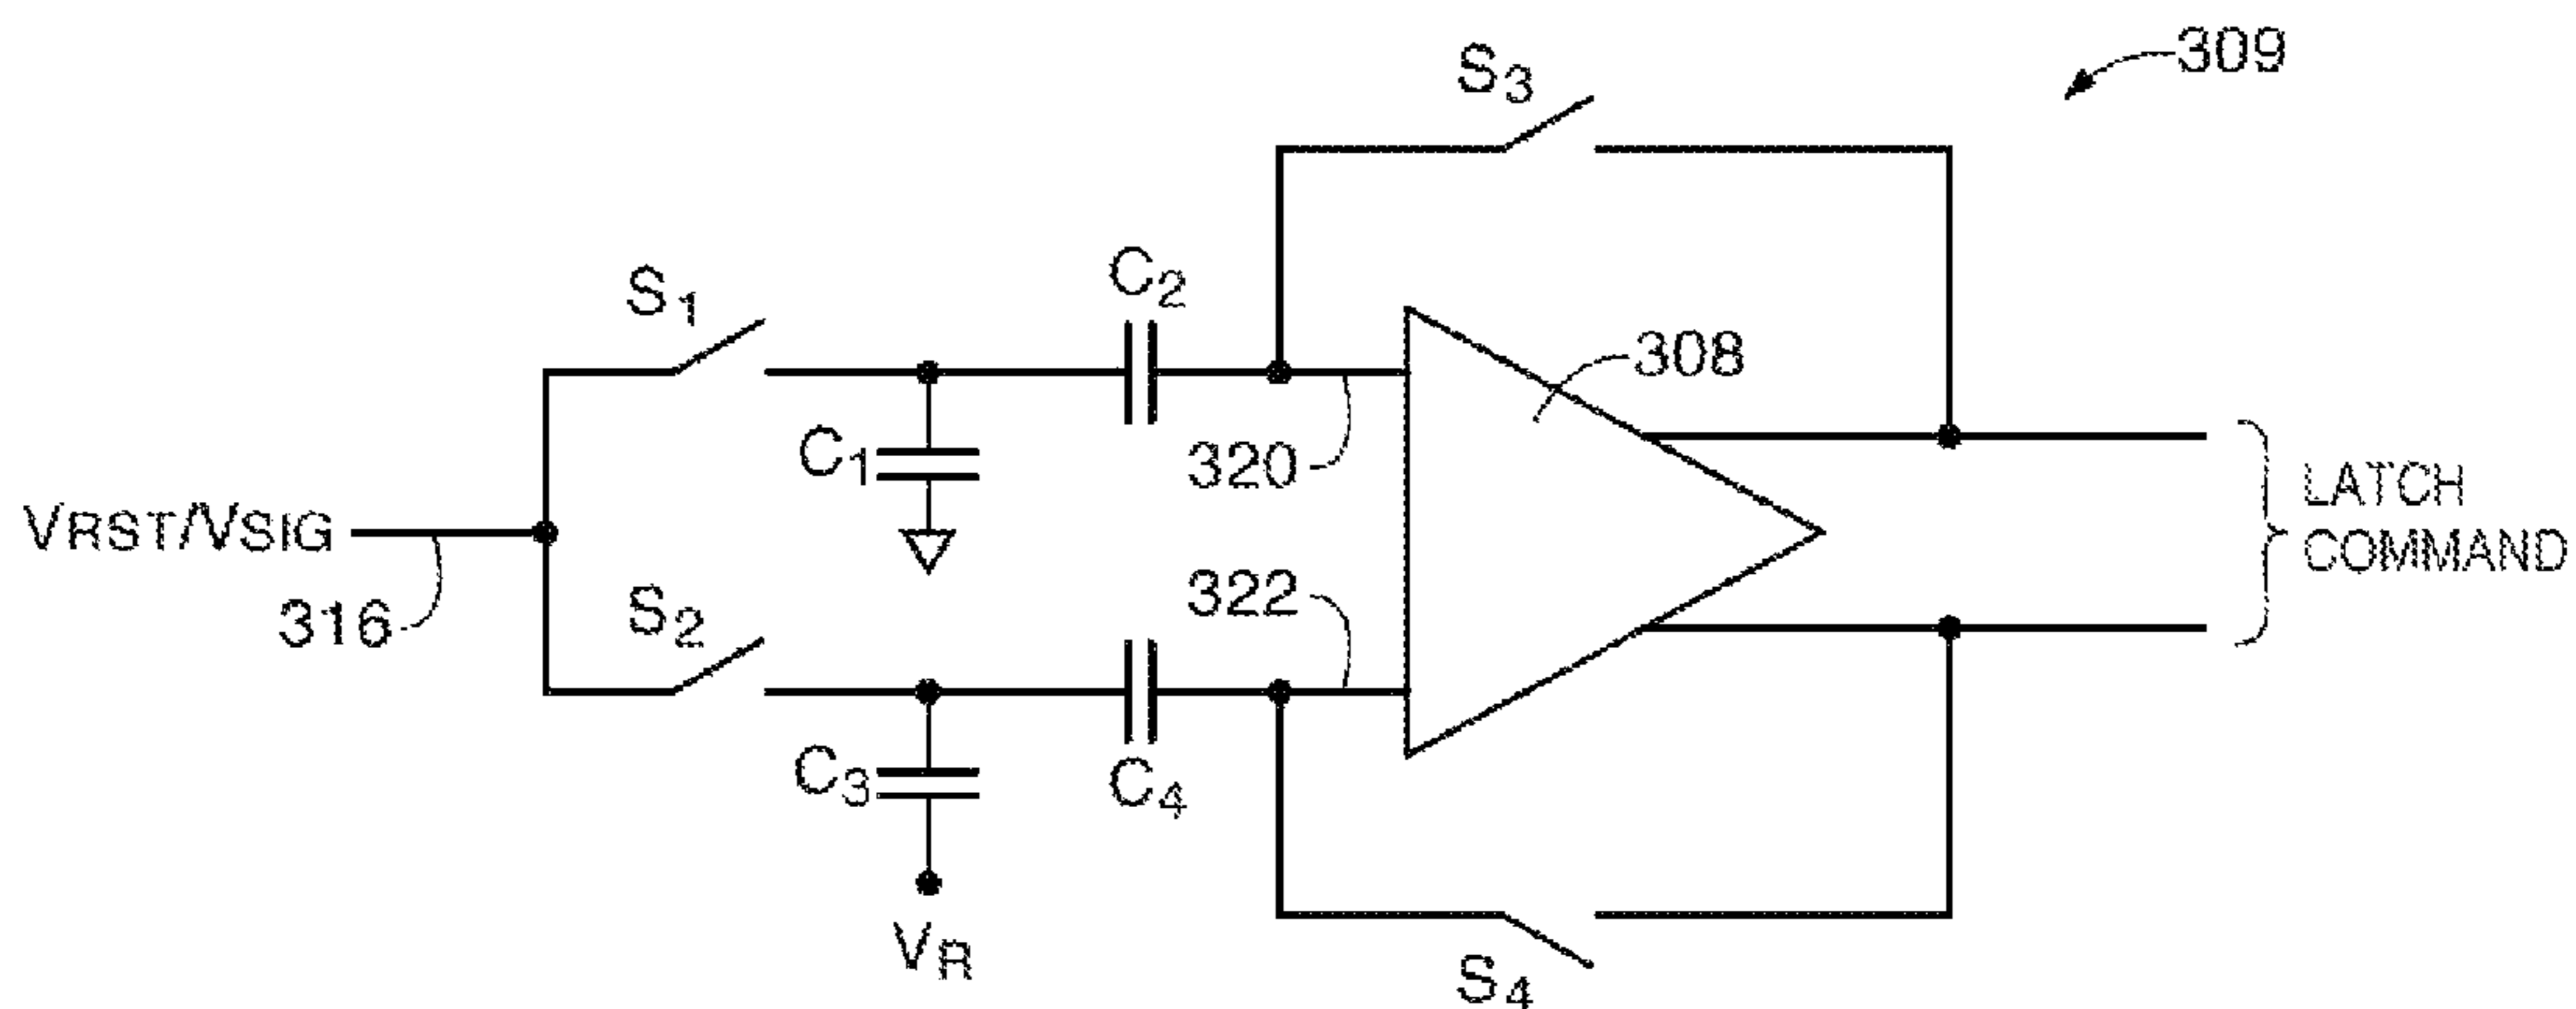 309
S3
C2
S1
308
C1
320
LATCH
COMMAND
VRST/VSIG
316
S2
322
C3
C4
VR
S4